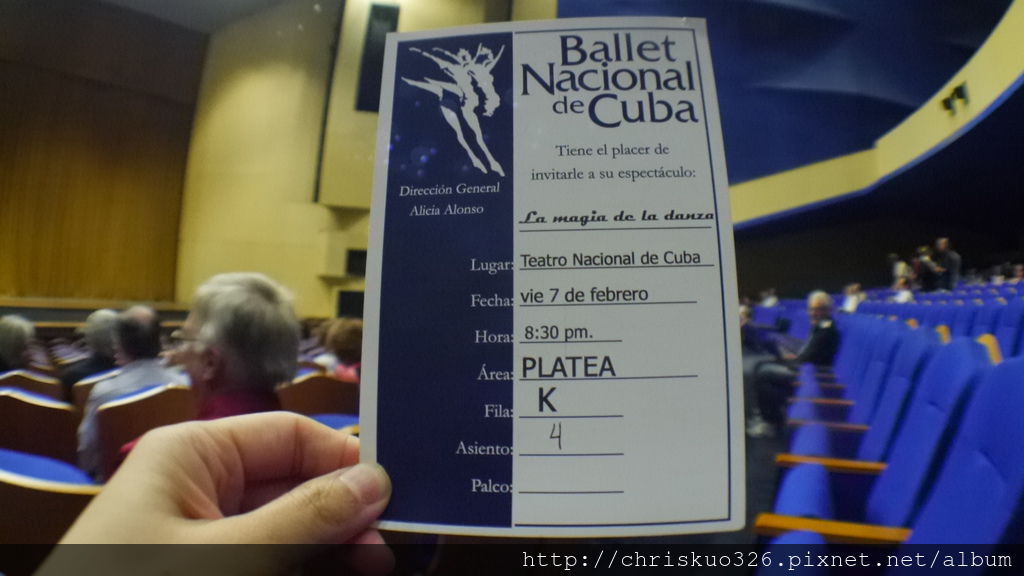 Ballet
Nacional
de Cuba
Dirección General
Alicia Alonso
Tiene el placer de
invitarle a su espectáculo:
La magia de la danza
Lugar: Teatro Nacional de Cuba
Fecha: vie 7 de febrero
Hora: 8:30 pm.
Área: PLATEA
Fila: K
Asiento: 4
Palco:
http://chriskuo326.pixnet.net/album